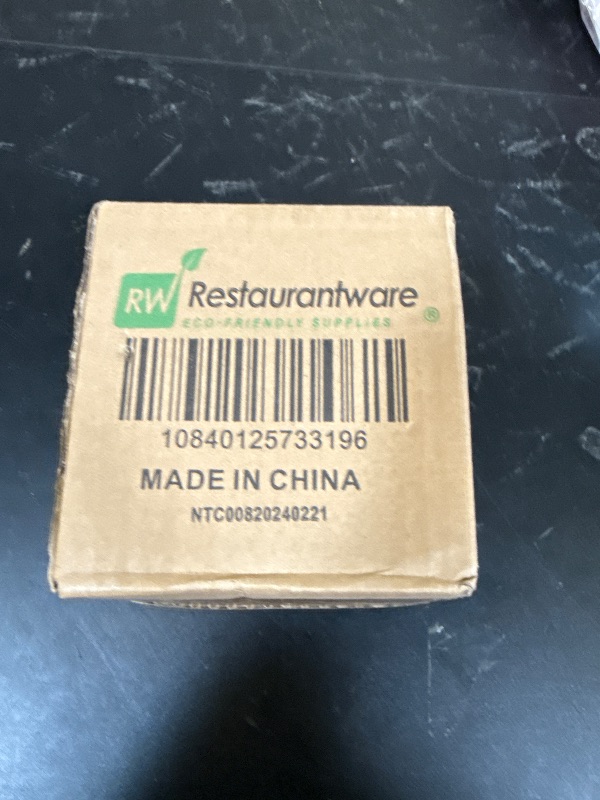 RW Restaurantware ®
ECO-FRIENDLY SUPPLIES
10840125733196
MADE IN CHINA
NTC00820240221